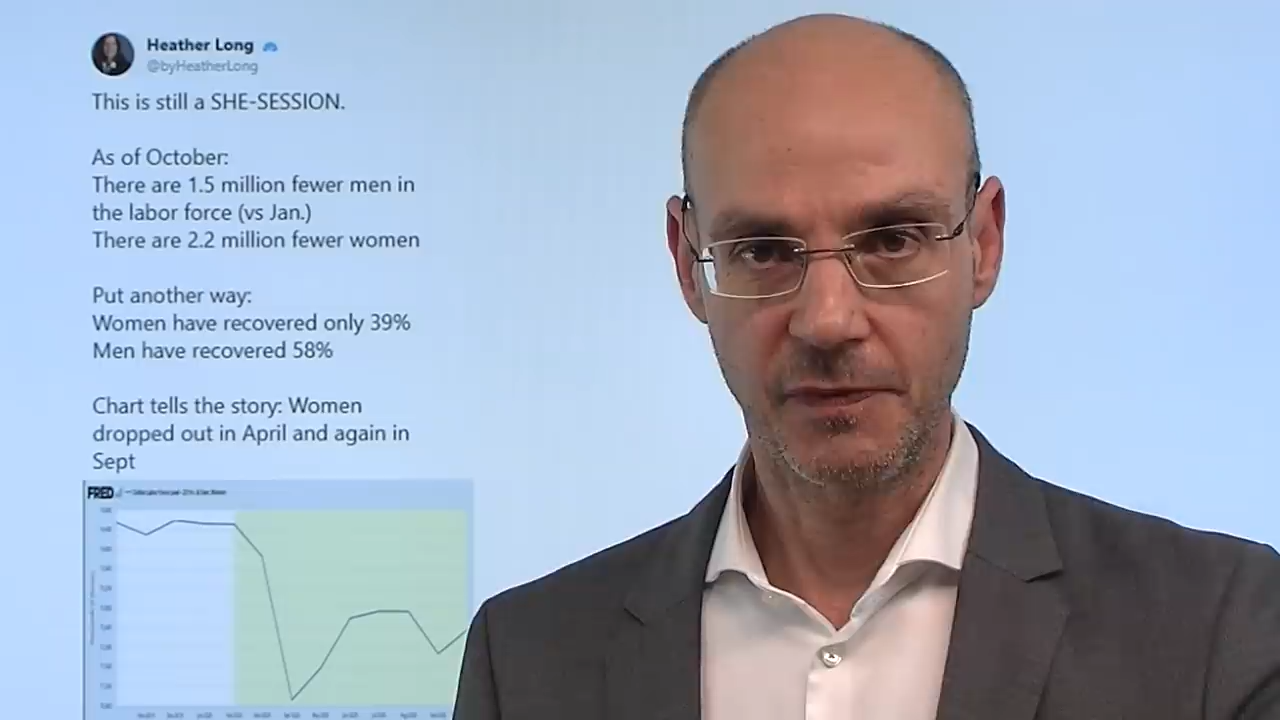 Heather Long
@byHeatherLong
This is still a SHE-SESSION.
As of October:
There are 1.5 million fewer men in
the labor force (vs Jan.)
There are 2.2 million fewer women
Put another way:
Women have recovered only 39%
Men have recovered 58%
Chart tells the story: Women
dropped out in April and again in
Sept
FRED